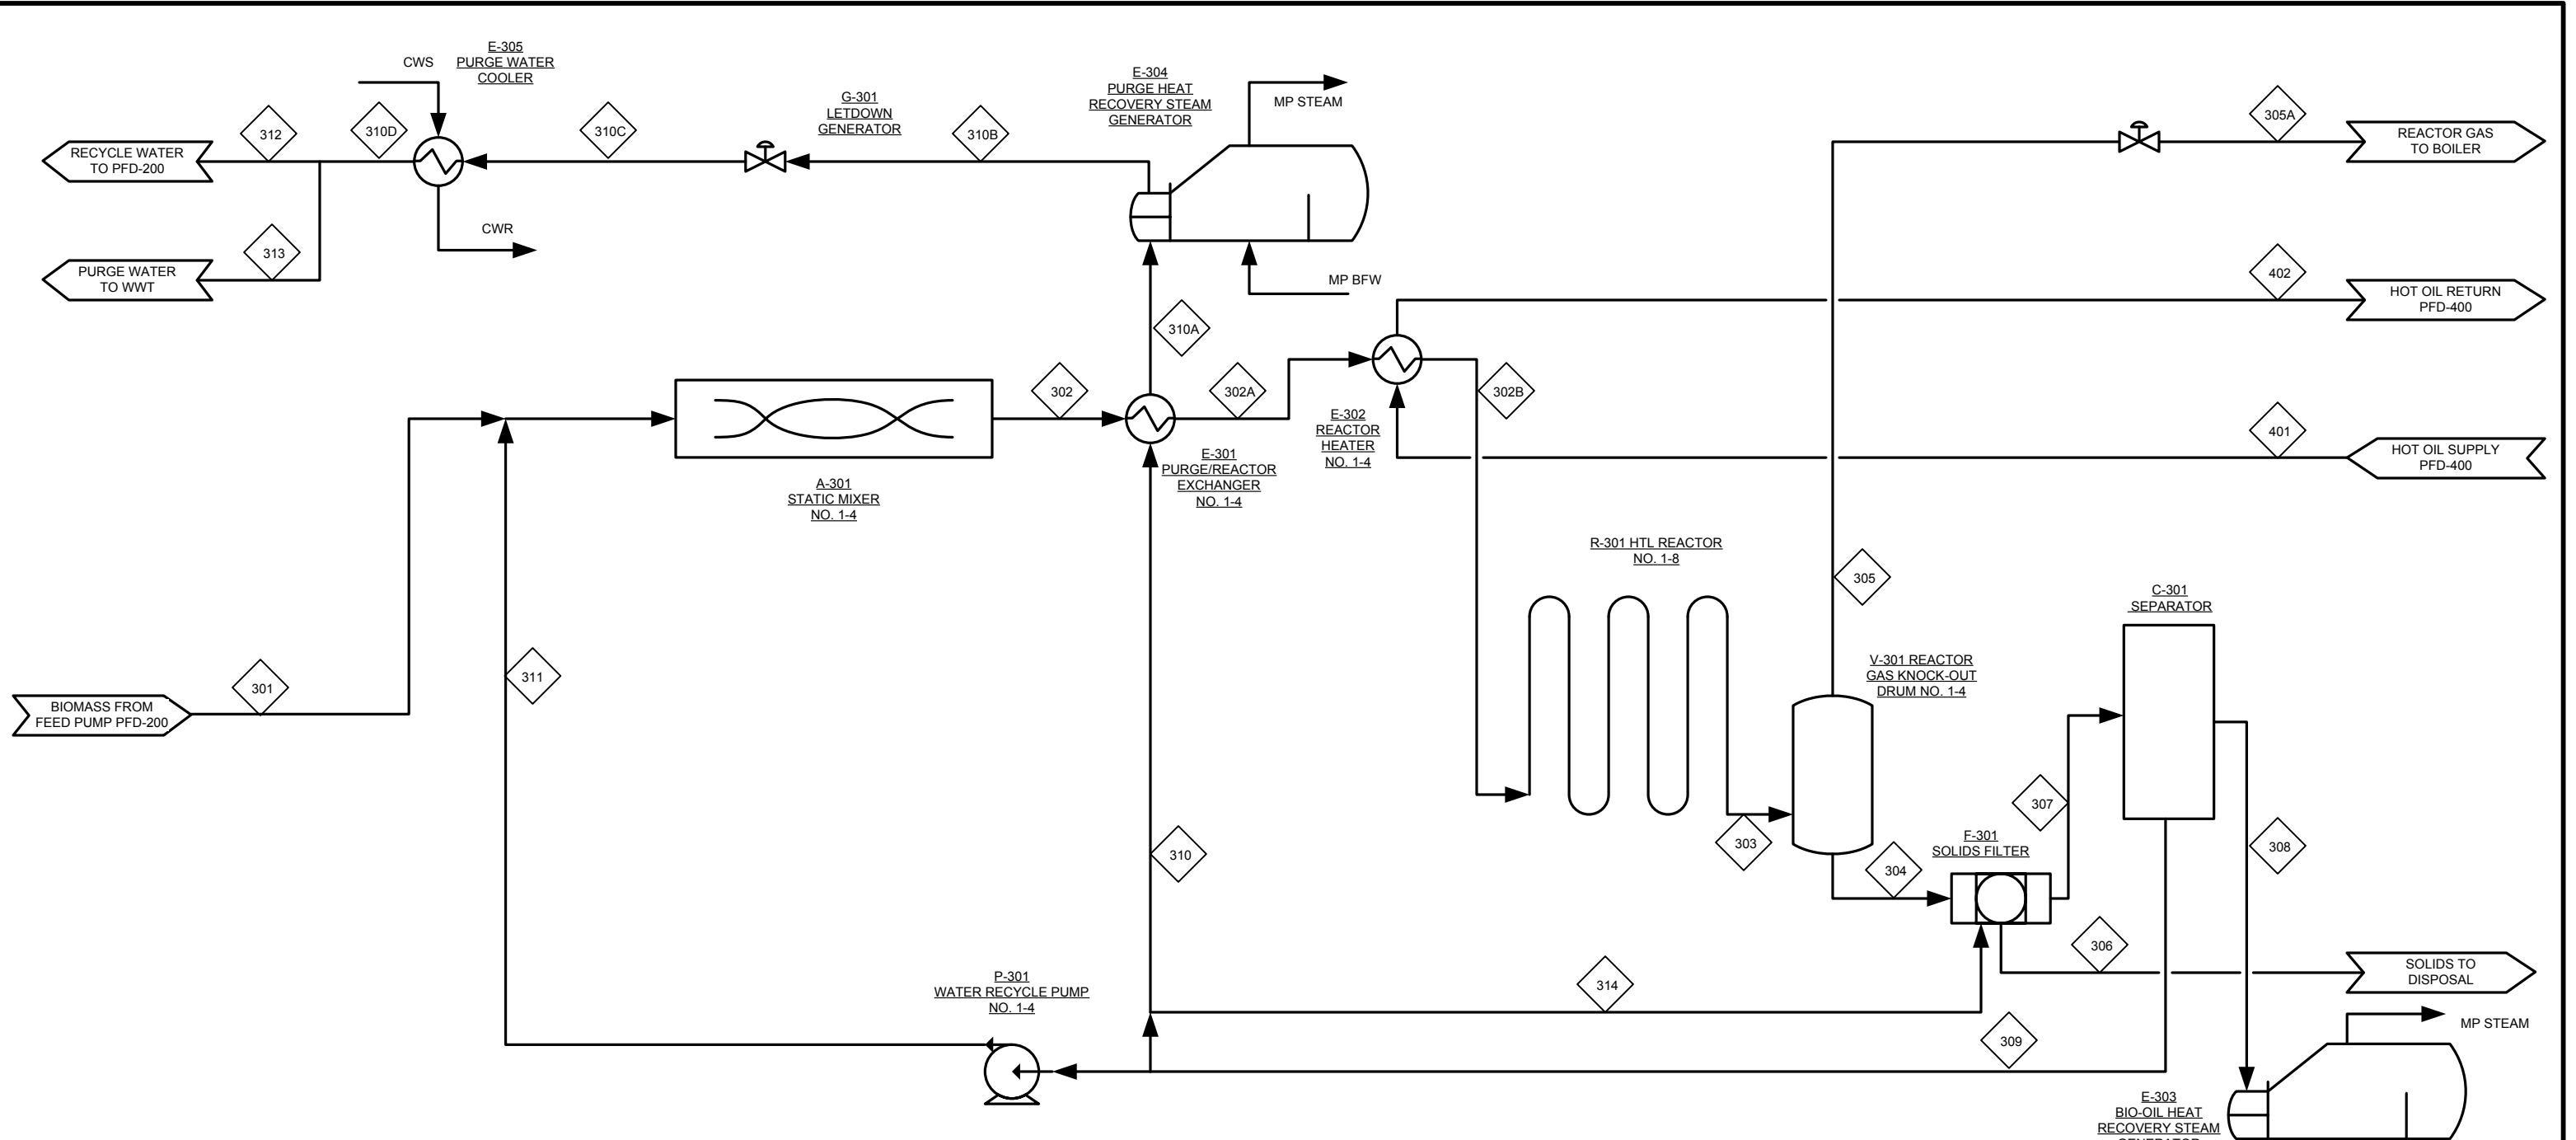 E-305
PURGE WATER
COOLER
CWS
E-304
PURGE HEAT
RECOVERY STEAM
GENERATOR
MP STEAM
G-301
LETDOWN
GENERATOR
312
310D
310C
310B
305A
RECYCLE WATER
TO PFD-200
REACTOR GAS
TO BOILER
CWR
313
PURGE WATER
TO WWT
MP BFW
402
HOT OIL RETURN
PFD-400
310A
302
302A
302B
E-302
REACTOR
HEATER
NO. 1-4
401
HOT OIL SUPPLY
PFD-400
A-301
STATIC MIXER
NO. 1-4
E-301
PURGE/REACTOR
EXCHANGER
NO. 1-4
R-301 HTL REACTOR
NO. 1-8
305
C-301
SEPARATOR
301
BIOMASS FROM
FEED PUMP PFD-200
311
V-301 REACTOR
GAS KNOCK-OUT
DRUM NO. 1-4
307
303
F-301
SOLIDS FILTER
308
310
304
306
SOLIDS TO
DISPOSAL
P-301
WATER RECYCLE PUMP
NO. 1-4
314
309
MP STEAM
E-303
BIO-OIL HEAT
RECOVERY STEAM